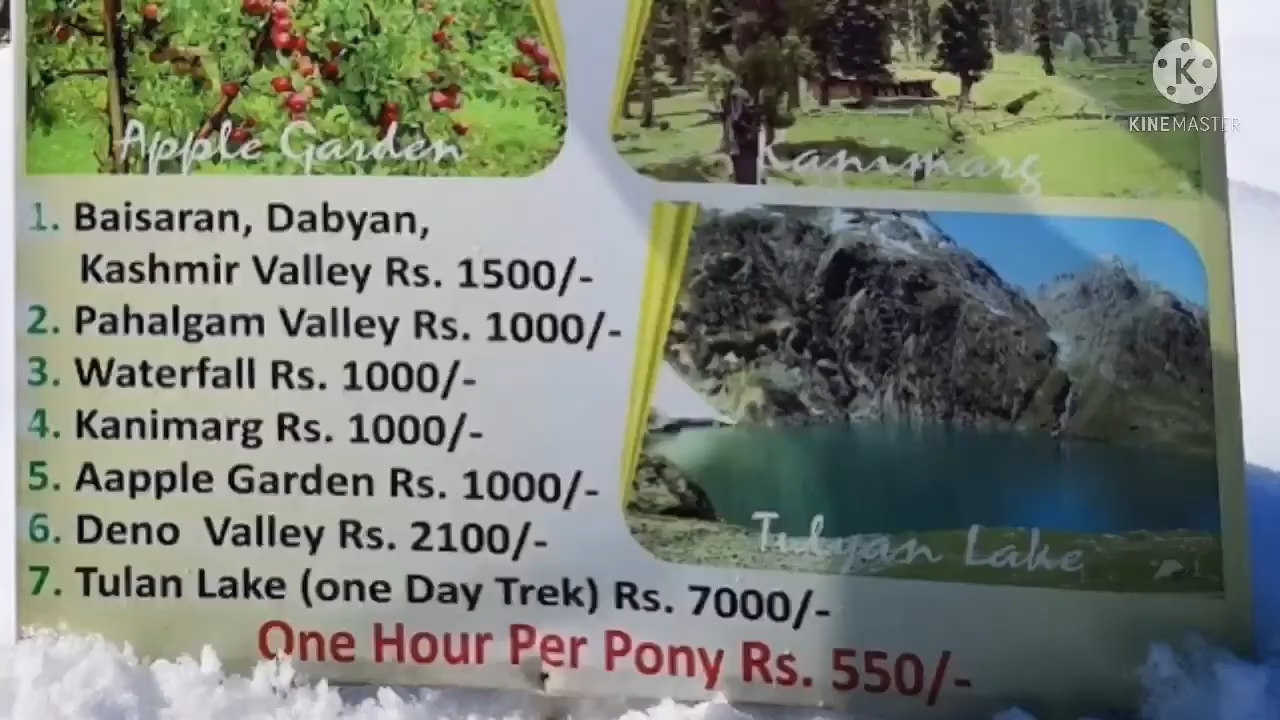 K
KINEMASTER
Apple Garden
Kanimarg
1. Baisaran, Dabyan,
Kashmir Valley Rs. 1500/-
2. Pahalgam Valley Rs. 1000/-
3. Waterfall Rs. 1000/-
4. Kanimarg Rs. 1000/-
5. Aapple Garden Rs. 1000/-
6. Deno Valley Rs. 2100/-
7. Tulan Lake (one Day Trek) Rs. 7000/-
Tulyan Lake
One Hour Per Pony Rs. 550/-